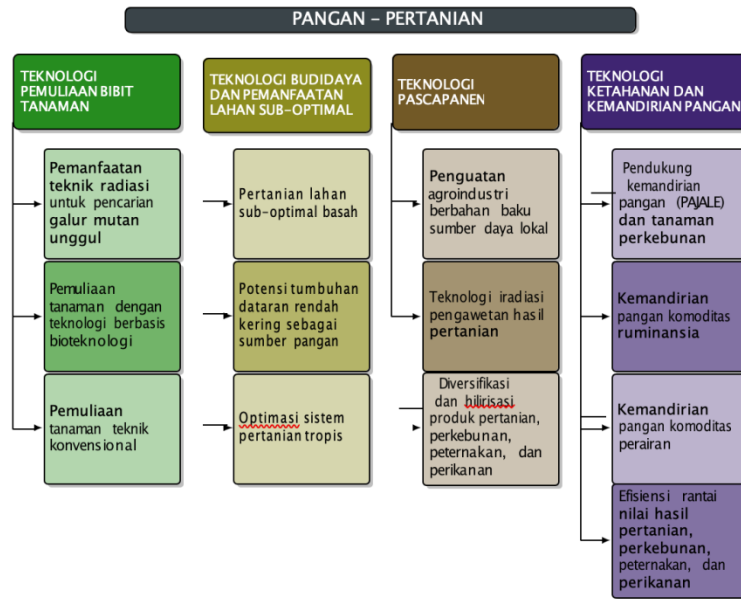 PANGAN – PERTANIAN
TEKNOLOGI
PEMULIAAN BIBIT
TANAMAN
Pemanfaatan
teknik radiasi
untuk pencarian
galur mutan
unggul
Pemuliaan
tanaman dengan
teknologi berbasis
bioteknologi
Pemuliaan
tanaman teknik
konvensional
TEKNOLOGI BUDIDAYA
DAN PEMANFAATAN
LAHAN SUB-OPTIMAL
Pertanian lahan
sub-optimal basah
Potensi tumbuhan
dataran rendah
kering sebagai
sumber pangan
Optimasi sistem
pertanian tropis
TEKNOLOGI
PASCAPANEN
Penguatan
agroindustri
berbahan baku
sumber daya lokal
Teknologi iradiasi
pengawetan hasil
pertanian
Diversifikasi
dan hilirisasi
produk pertanian,
perkebunan,
peternakan, dan
perikanan
TEKNOLOGI
KETAHANAN DAN
KEMANDIRIAN PANGAN
Pendukung
kemandirian
pangan (PAJALE)
dan tanaman
perkebunan
Kemandirian
pangan komoditas
ruminansia
Kemandirian
pangan komoditas
perairan
Efisiensi rantai
nilai hasil
pertanian,
perkebunan,
peternakan, dan
perikanan